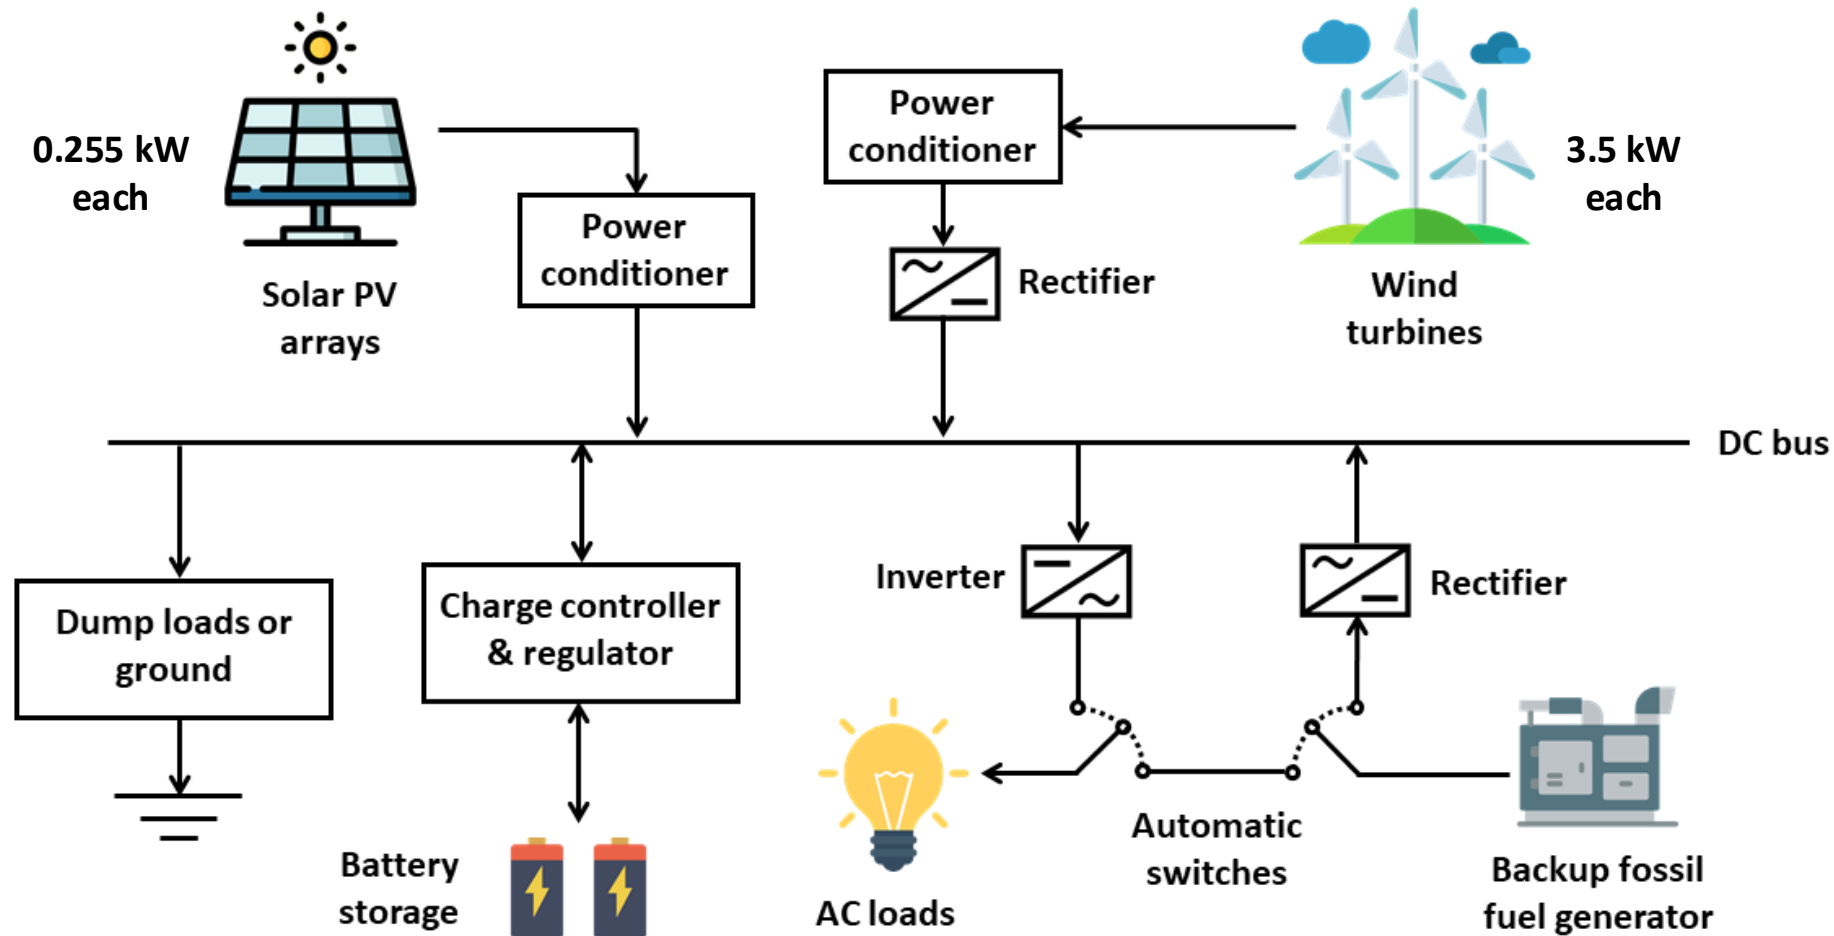 0.255 kW
each
Solar PV
arrays
Power
conditioner
Power
conditioner
Rectifier
3.5 kW
each
Wind
turbines
DC bus
Dump loads or
ground
Charge controller
& regulator
Inverter
Rectifier
Battery
storage
AC loads
Automatic
switches
Backup fossil
fuel generator